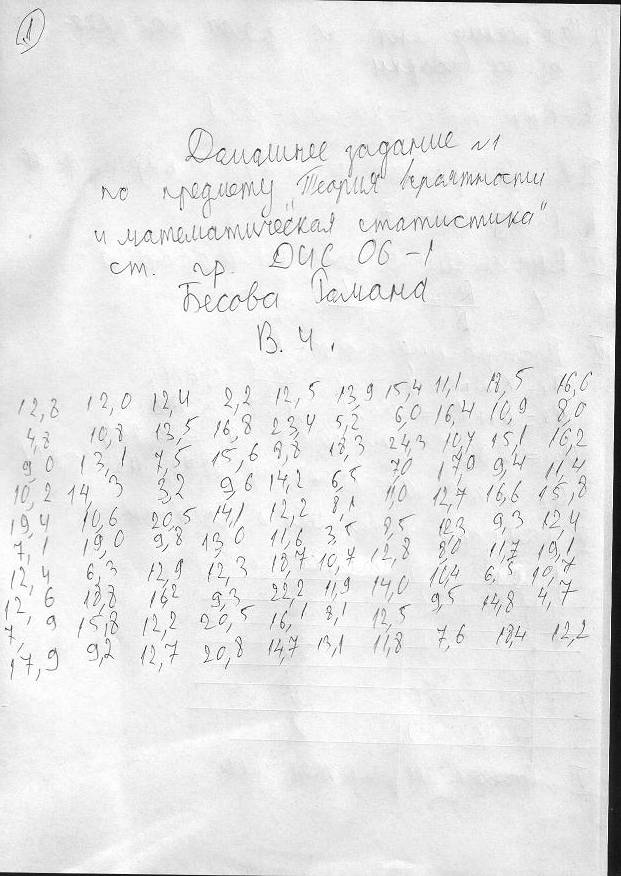 1
Домашнее задание №1
по предмету "Теория вероятности
и математическая статистика"
ст. гр. ДИС 06-1
Бесова Романа
В. 4.
12,8 12,0 12,4 2,2 12,5 13,9 15,4 11,1 18,5 16,6
4,8 10,8 13,5 16,8 23,4 5,2 6,0 16,4 10,9 8,0
9,0 13,1 7,5 15,6 8,8 18,3 24,3 10,4 15,1 16,2
10,2 14,3 3,2 9,6 14,2 6,5 7,0 17,9 9,4 11,4
19,4 10,6 20,5 14,1 12,2 8,1 1,0 12,7 16,6 15,8
7,1 19,0 9,8 13,0 11,6 3,5 8,5 12,3 9,3 12,4
12,4 6,3 12,9 12,3 18,7 10,7 12,8 8,0 11,7 19,1
12,6 18,8 16,2 9,3 22,2 11,9 14,0 10,4 6,5 10,7
7,9 15,8 12,2 20,5 16,1 8,1 12,5 9,5 14,8 4,7
17,9 9,2 12,7 20,8 14,7 13,1 11,8 7,6 18,4 12,2